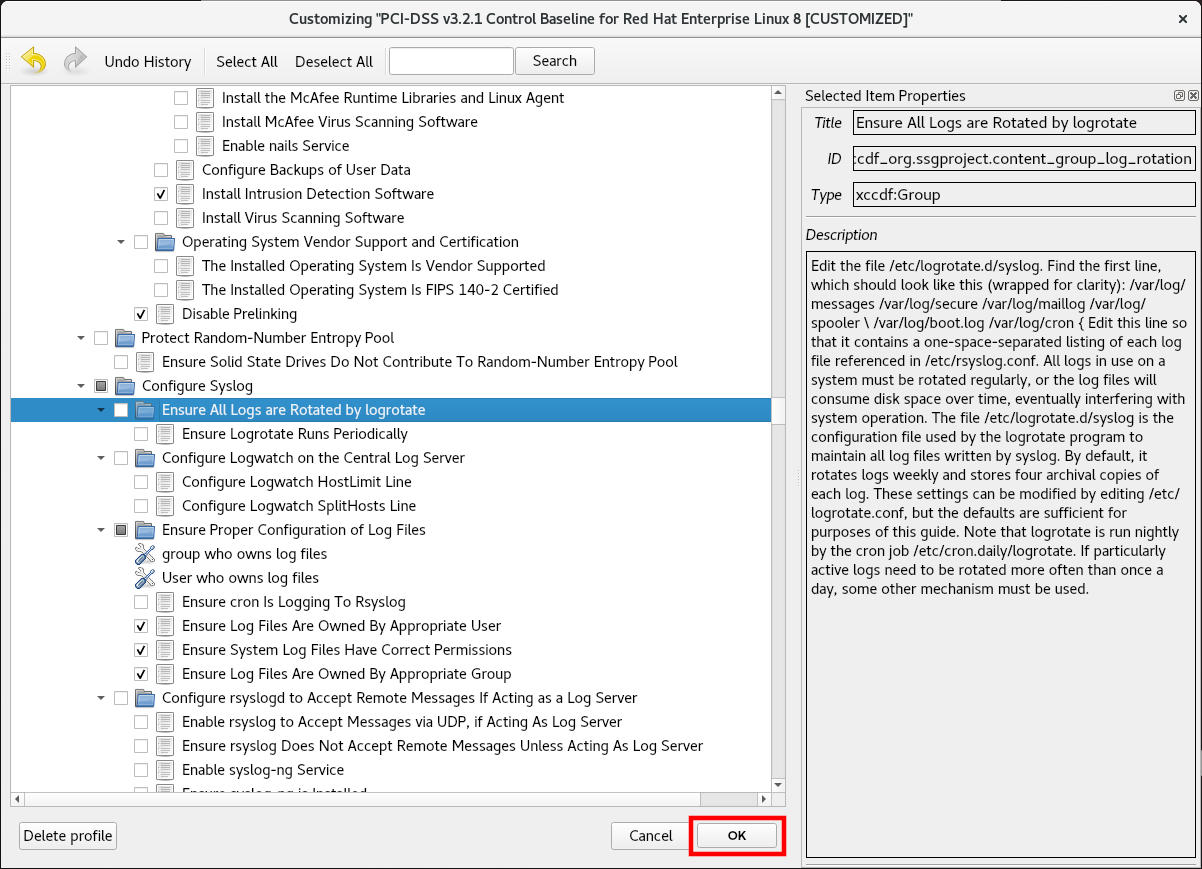 Customizing "PCI-DSS v3.2.1 Control Baseline for Red Hat Enterprise Linux 8 [CUSTOMIZED]"
Undo History
Select All
Deselect All
Search
Install the McAfee Runtime Libraries and Linux Agent
Install McAfee Virus Scanning Software
Enable nails Service
Configure Backups of User Data
Install Intrusion Detection Software
Install Virus Scanning Software
Operating System Vendor Support and Certification
The Installed Operating System Is Vendor Supported
The Installed Operating System Is FIPS 140-2 Certified
Disable Prelinking
Protect Random-Number Entropy Pool
Ensure Solid State Drives Do Not Contribute To Random-Number Entropy Pool
Configure Syslog
Ensure All Logs are Rotated by logrotate
Ensure Logrotate Runs Periodically
Configure Logwatch on the Central Log Server
Configure Logwatch HostLimit Line
Configure Logwatch SplitHosts Line
Ensure Proper Configuration of Log Files
group who owns log files
User who owns log files
Ensure cron Is Logging To Rsyslog
Ensure Log Files Are Owned By Appropriate User
Ensure System Log Files Have Correct Permissions
Ensure Log Files Are Owned By Appropriate Group
Configure rsyslogd to Accept Remote Messages If Acting as a Log Server
Enable rsyslog to Accept Messages via UDP, if Acting As Log Server
Ensure rsyslog Does Not Accept Remote Messages Unless Acting As Log Server
Enable syslog-ng Service
Ensure syslog-ng is Installed
Delete profile
Cancel
OK
Selected Item Properties
Title
Ensure All Logs are Rotated by logrotate
ID
:cdf_org.ssgproject.content_group_log_rotation
Type
xccdf:Group
Description
Edit the file /etc/logrotate.d/syslog. Find the first line,
which should look like this (wrapped for clarity): /var/log/
messages /var/log/secure /var/log/maillog /var/log/
spooler \ /var/log/boot.log /var/log/cron { Edit this line so
that it contains a one-space-separated listing of each log
file referenced in /etc/rsyslog.conf. All logs in use on a
system must be rotated regularly, or the log files will
consume disk space over time, eventually interfering with
system operation. The file /etc/logrotate.d/syslog is the
configuration file used by the logrotate program to
maintain all log files written by syslog. By default, it
rotates logs weekly and stores four archival copies of
each log. These settings can be modified by editing /etc/
logrotate.conf, but the defaults are sufficient for
purposes of this guide. Note that logrotate is run nightly
by the cron job /etc/cron.daily/logrotate. If particularly
active logs need to be rotated more often than once a
day, some other mechanism must be used.